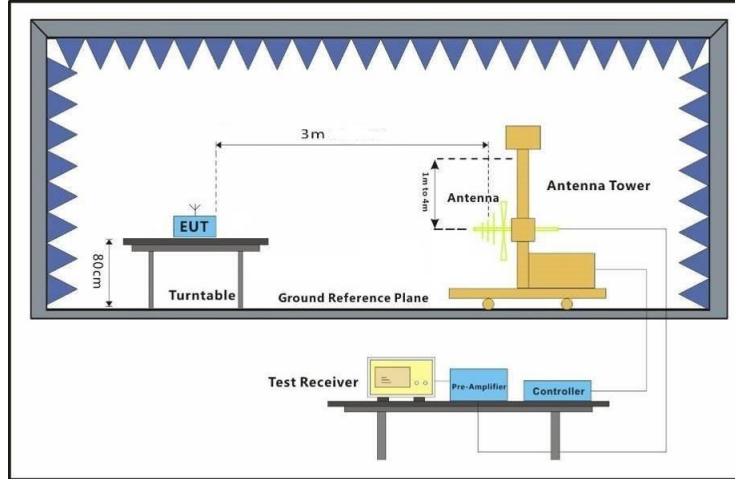 3m
1m to 4m
Antenna
Antenna Tower
EUT
80cm
Turntable
Ground Reference Plane
Test Receiver
Pre-Amplifier
Controller